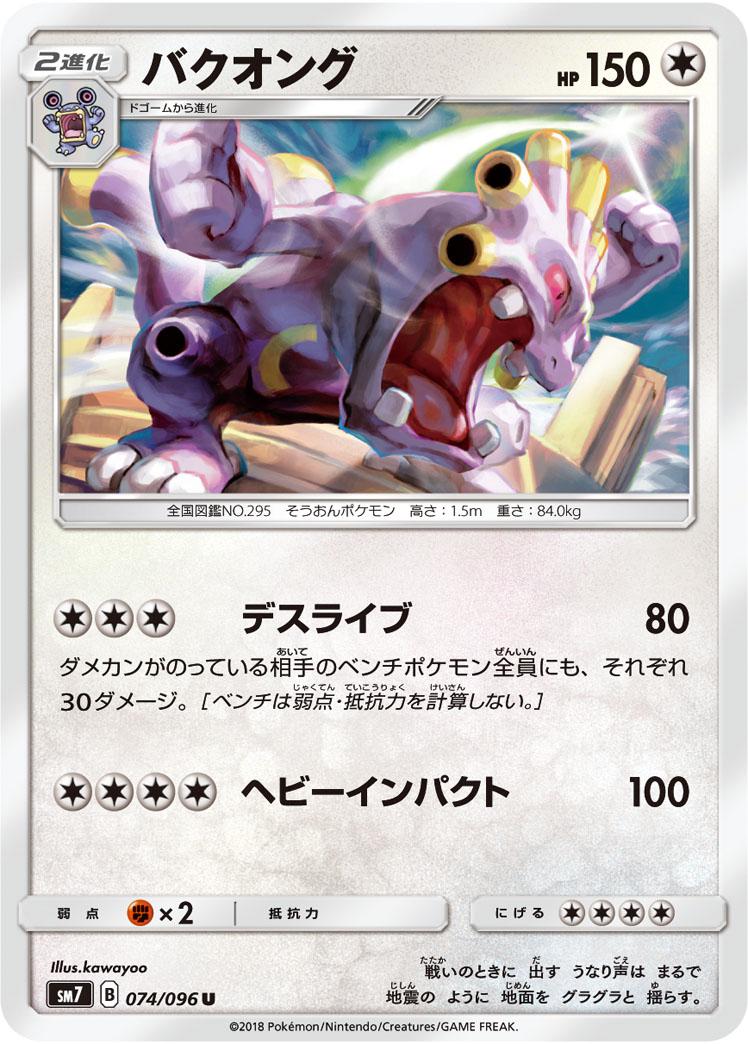 2進化
バクオング
HP 150
ドゴームから進化
全国図鑑NO.295 そうおんポケモン 高さ：1.5m 重さ：84.0kg
デスライブ 80
ダメカンがのっている相手のベンチポケモン全員にも、それぞれ
30ダメージ。［ベンチは弱点・抵抗力を計算しない。］
ヘビーインパクト 100
弱点 ×2 抵抗力 にげる
Illus.kawayoo
戦いのときに 出す うなり声は まるで
地震の ように 地面を グラグラと 揺らす。
SM7 B 074/096 U
©2018 Pokémon/Nintendo/Creatures/GAME FREAK.